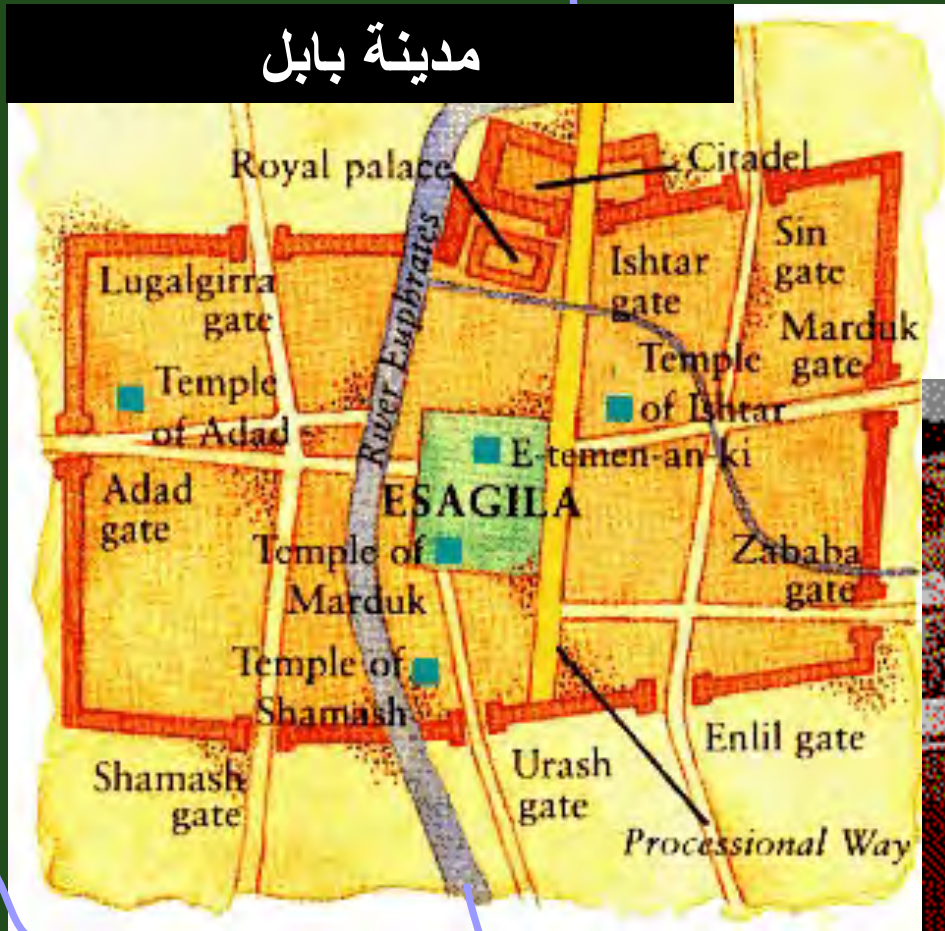 مدينة بابل
Royal palace
Citadel
River Euphrates
Lugalgirra
gate
Ishtar
gate
Sin
gate
Marduk
gate
Temple
of Adad
Temple
of Ishtar
E-temen-an-ki
ESAGILA
Adad
gate
Temple of
Marduk
Zababa
gate
Temple of
Shamash
Shamash
gate
Urash
gate
Enlil gate
Processional Way